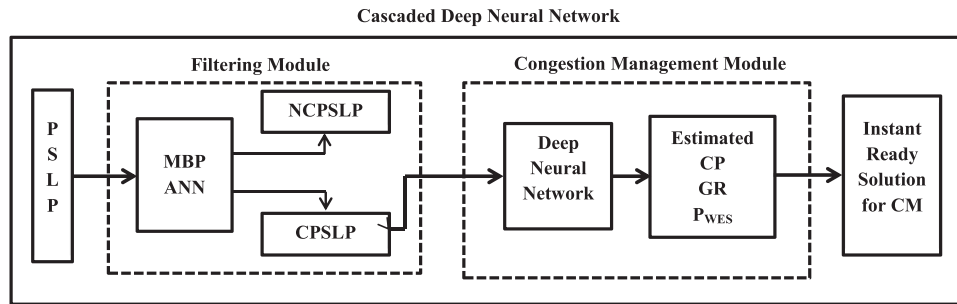 Cascaded Deep Neural Network
Filtering Module
Congestion Management Module
P
S
L
P
MBP
ANN
NCPSLP
CPSLP
Deep
Neural
Network
Estimated
CP
GR
PWES
Instant
Ready
Solution
for CM